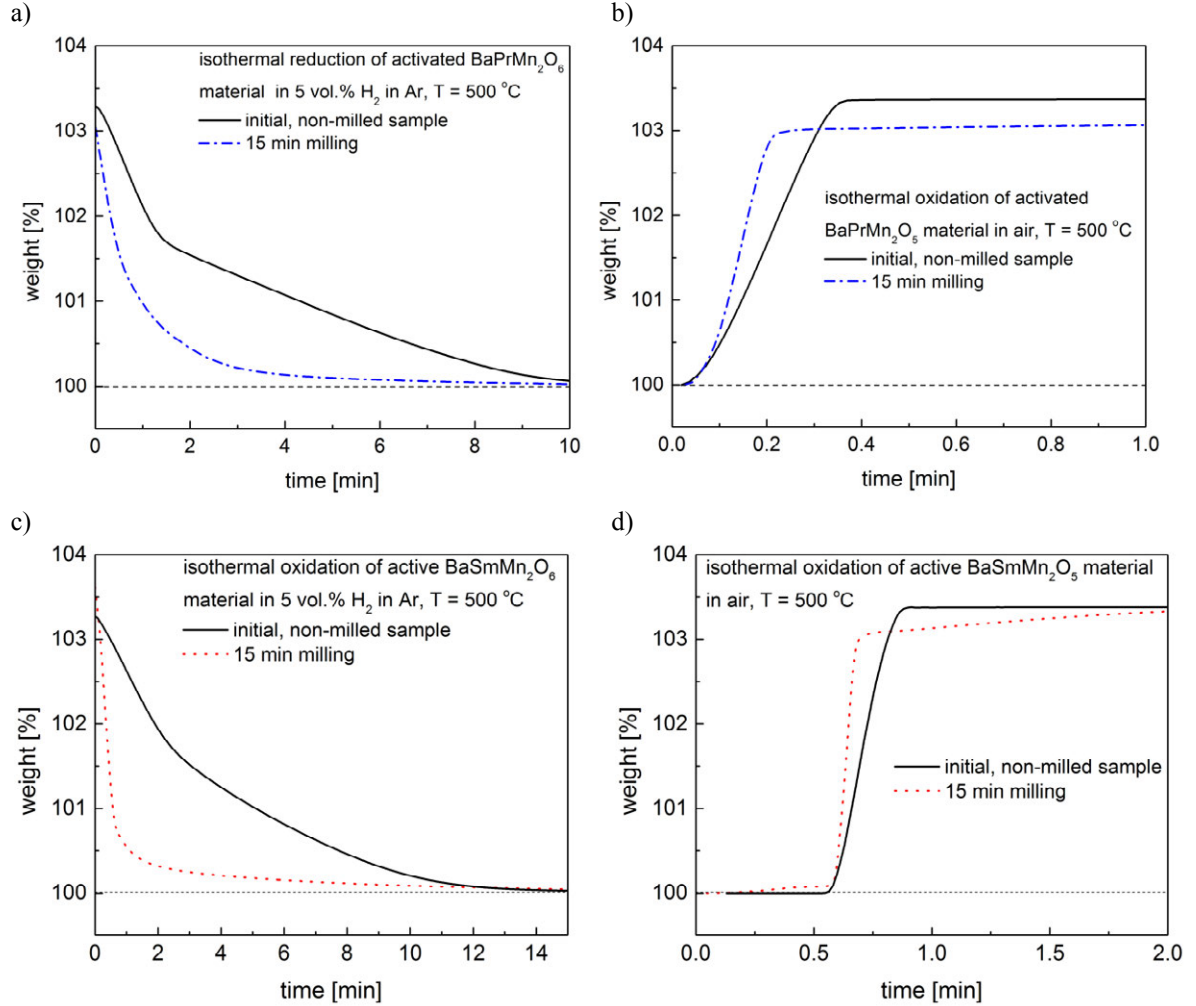 a)
104
103
102
101
100
weight [%]
isothermal reduction of activated BaPrMn₂O₆
material in 5 vol.% H₂ in Ar, T = 500 °C
initial, non-milled sample
15 min milling
0 2 4 6 8 10
time [min]
b)
104
103
102
101
100
weight [%]
isothermal oxidation of activated
BaPrMn₂O₅ material in air, T = 500 °C
initial, non-milled sample
15 min milling
0.0 0.2 0.4 0.6 0.8 1.0
time [min]
c)
104
103
102
101
100
weight [%]
isothermal oxidation of active BaSmMn₂O₆
material in 5 vol.% H₂ in Ar, T = 500 °C
initial, non-milled sample
15 min milling
0 2 4 6 8 10 12 14
time [min]
d)
104
103
102
101
100
weight [%]
isothermal oxidation of active BaSmMn₂O₅ material
in air, T = 500 °C
initial, non-milled sample
15 min milling
0.0 0.5 1.0 1.5 2.0
time [min]